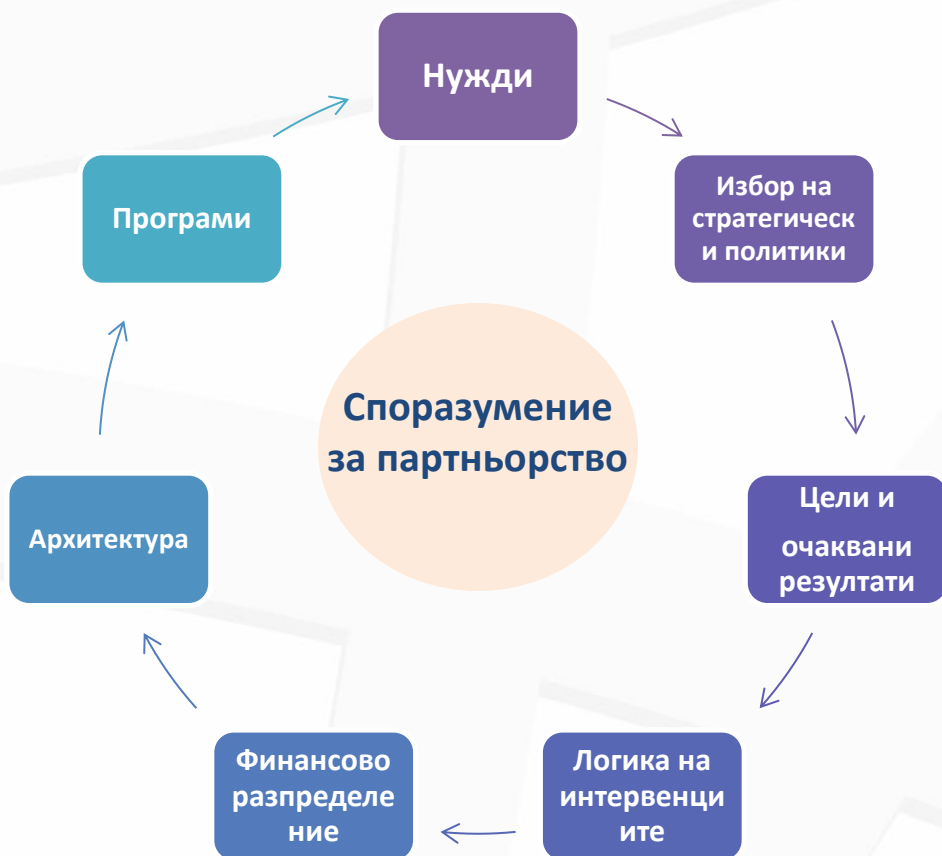 Нужди
Избор на
стратегическ
и политики
Цели и
очаквани
резултати
Логика на
интервенци
ите
Финансово
разпределе
ние
Архитектура
Програми
Споразумение
за партньорство